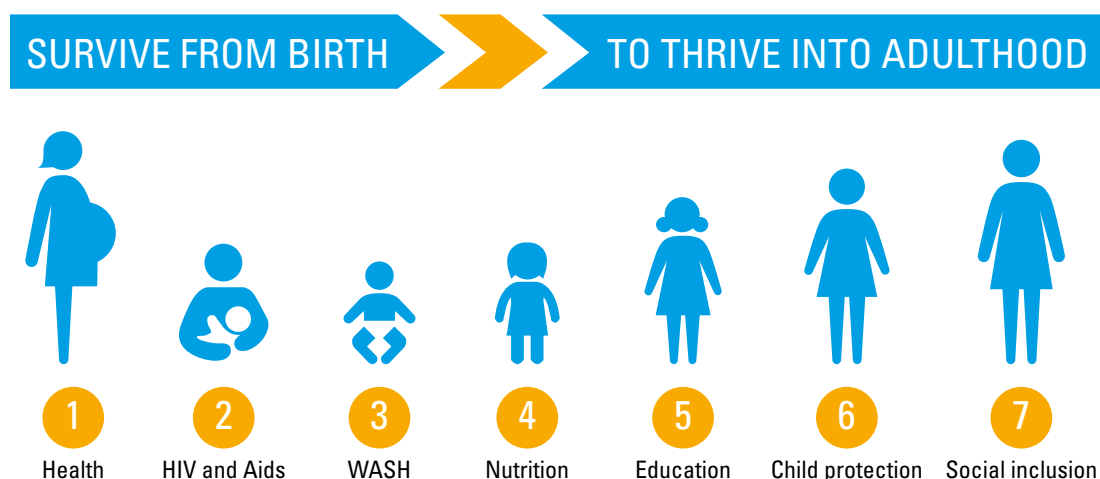 SURVIVE FROM BIRTH
TO THRIVE INTO ADULTHOOD
1
2
3
4
5
6
7
Health
HIV and Aids
WASH
Nutrition
Education
Child protection
Social inclusion